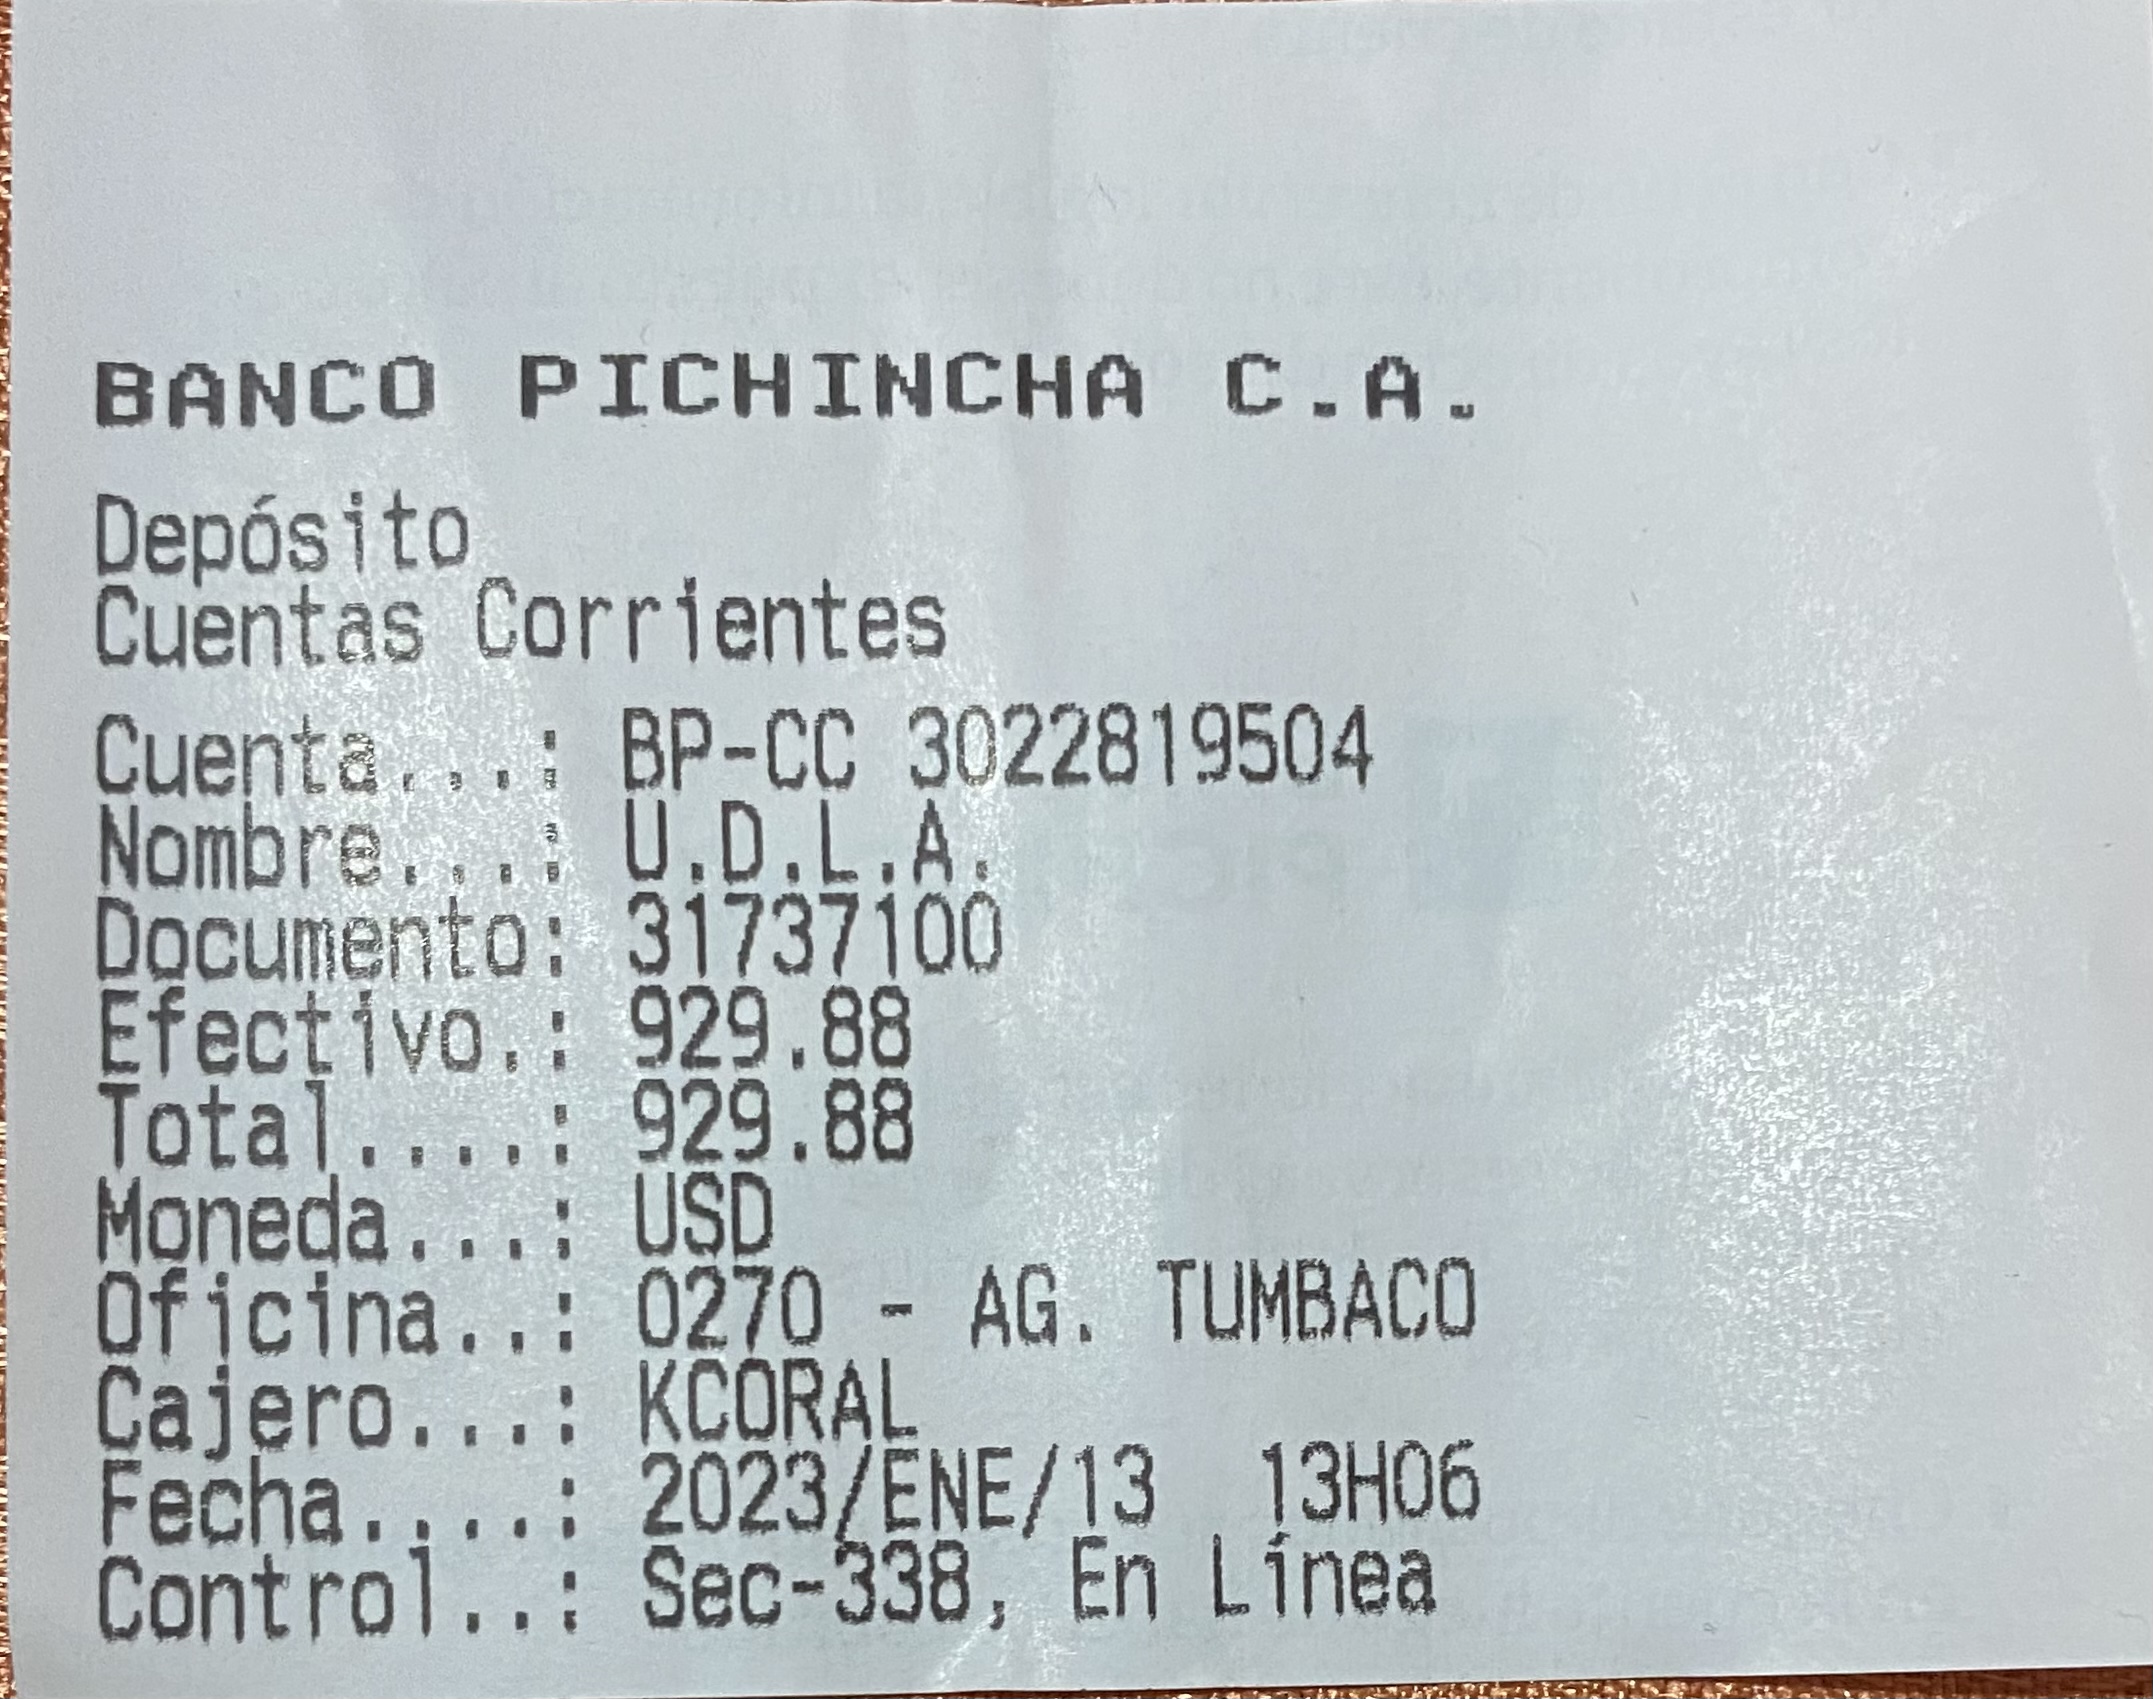 BANCO PICHINCHA C.A.
Depósito
Cuentas Corrientes
Cuenta...: BP-CC 3022819504
Nombre...: U.D.L.A.
Documento: 31737100
Efectivo.: 929.88
Total....: 929.88
Moneda...: USD
Oficina..: 0270 - AG. TUMBACO
Cajero...: KCORAL
Fecha....: 2023/ENE/13 13H06
Control..: Sec-338, En Línea